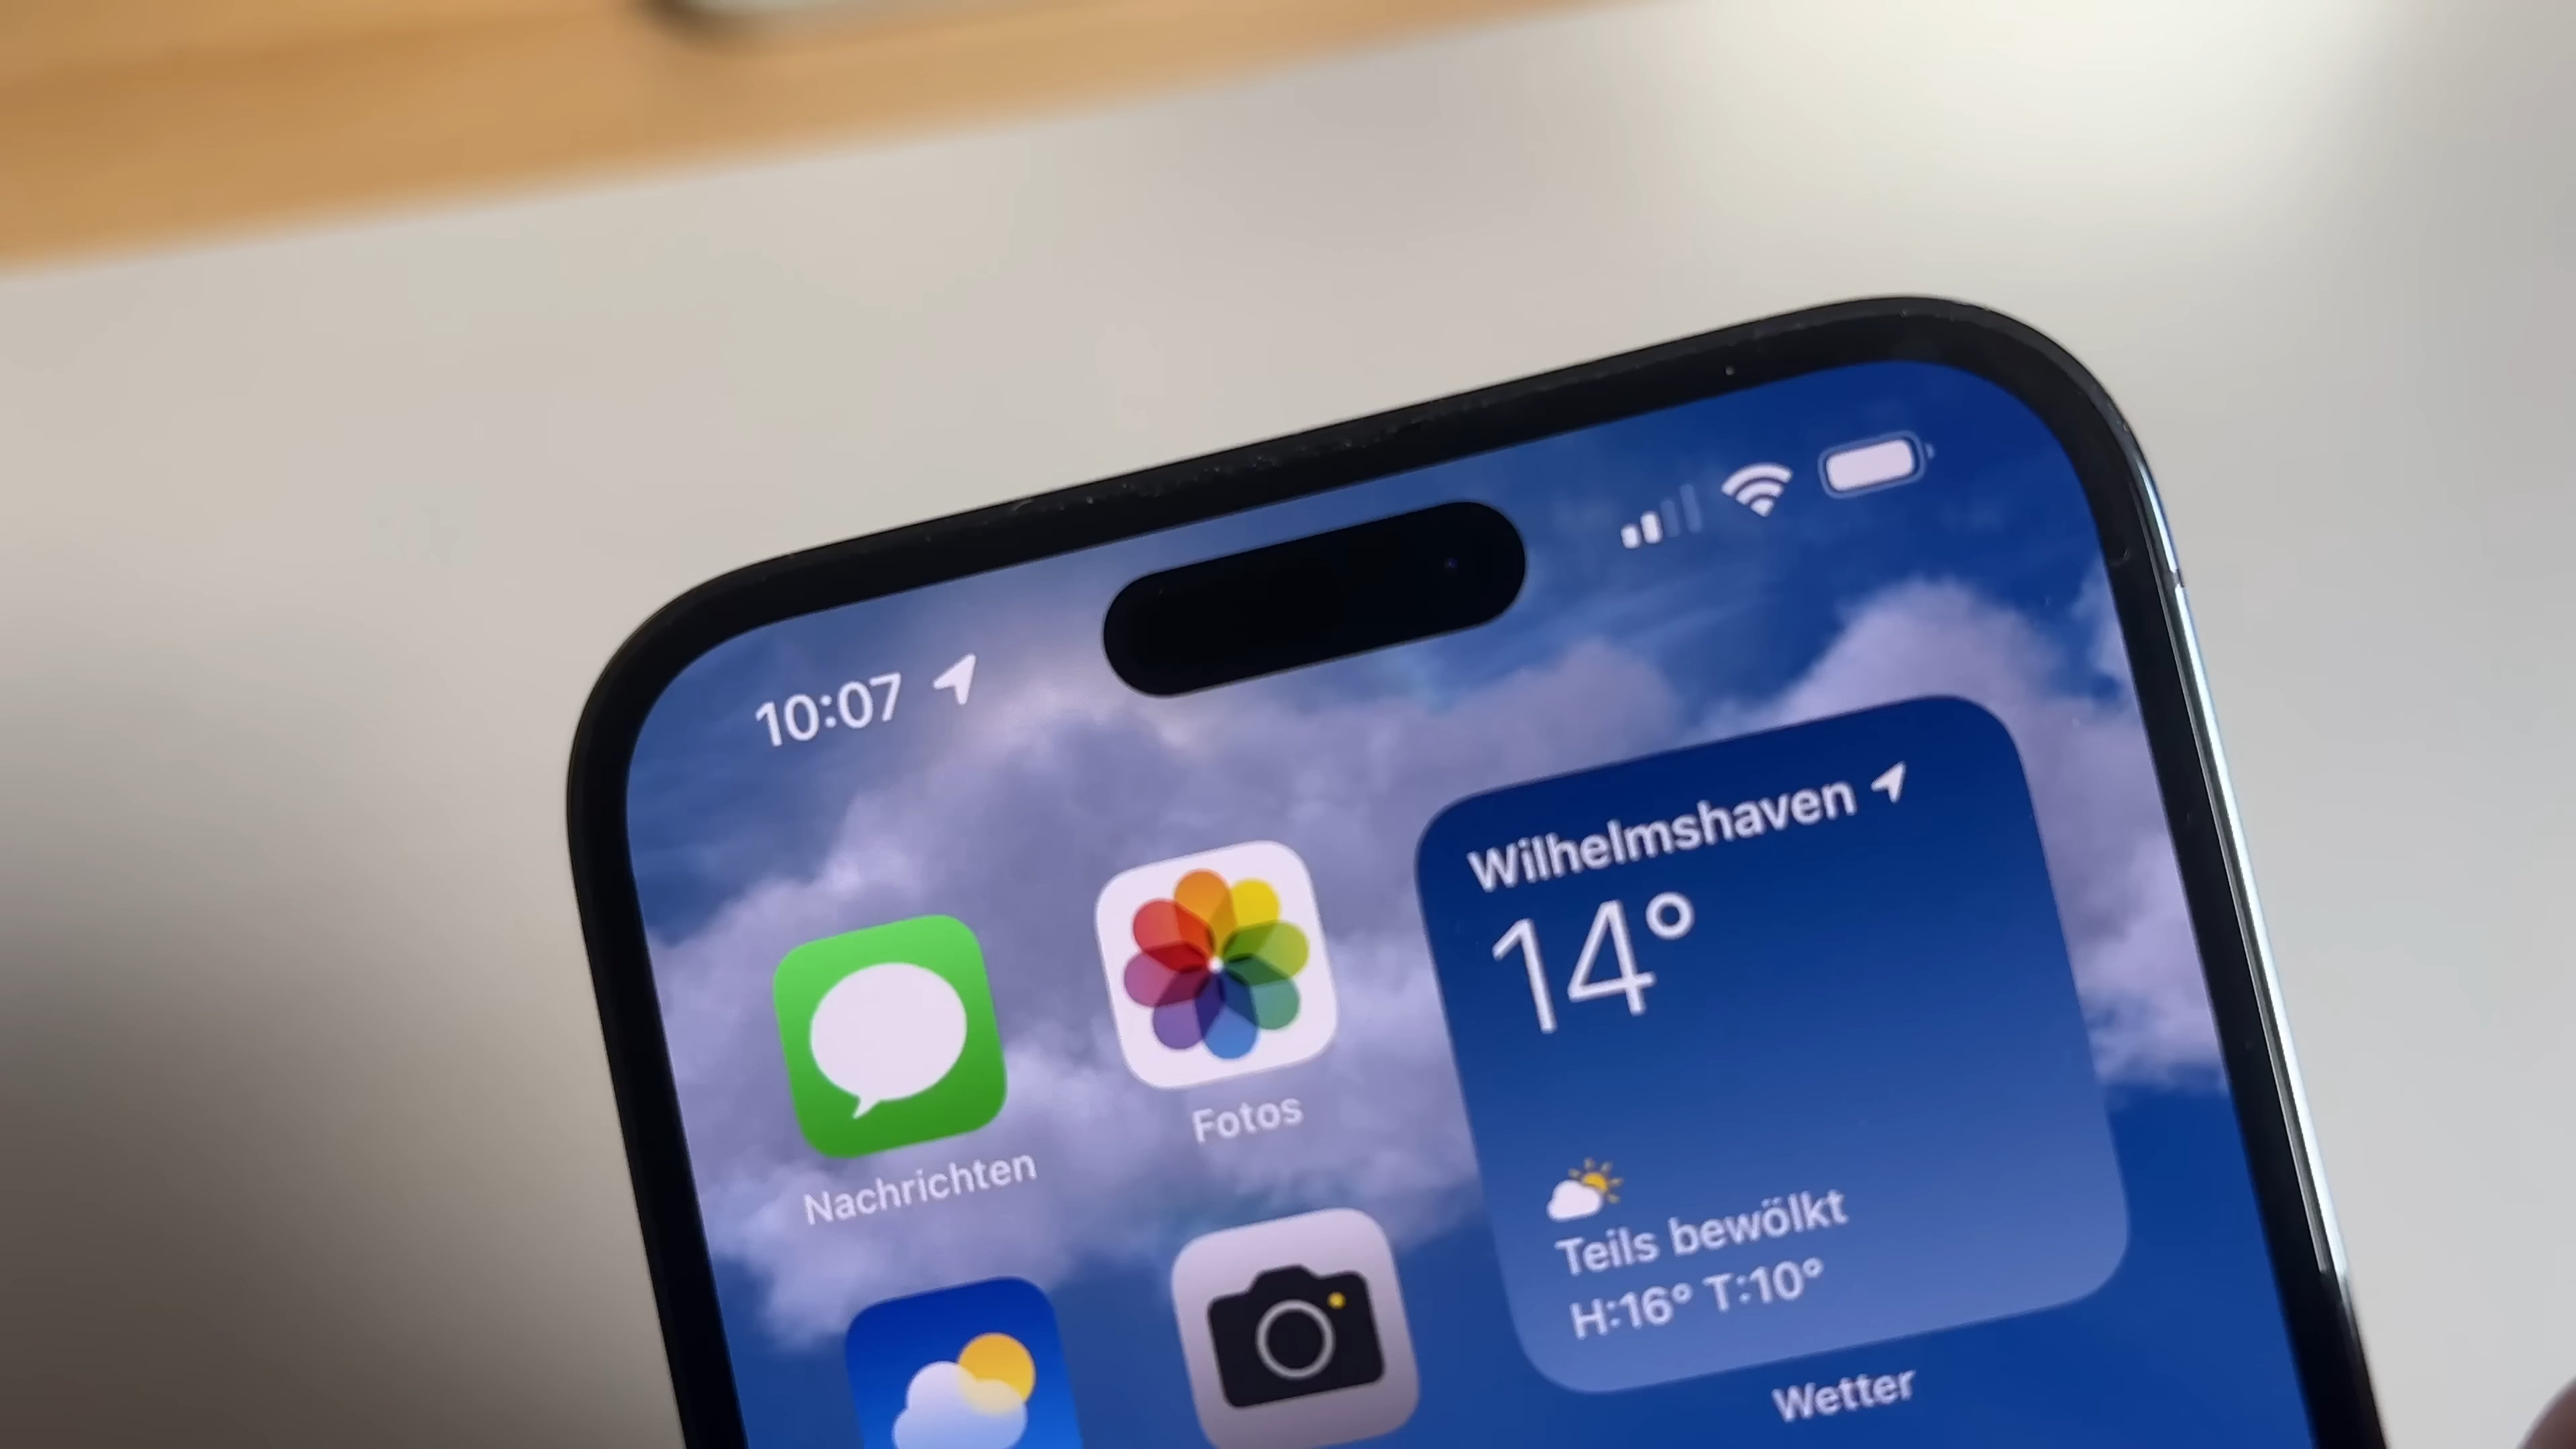 10:07
Nachrichten
Fotos
Wilhelmshaven
14°
Teils bewölkt
H:16° T:10°
Wetter